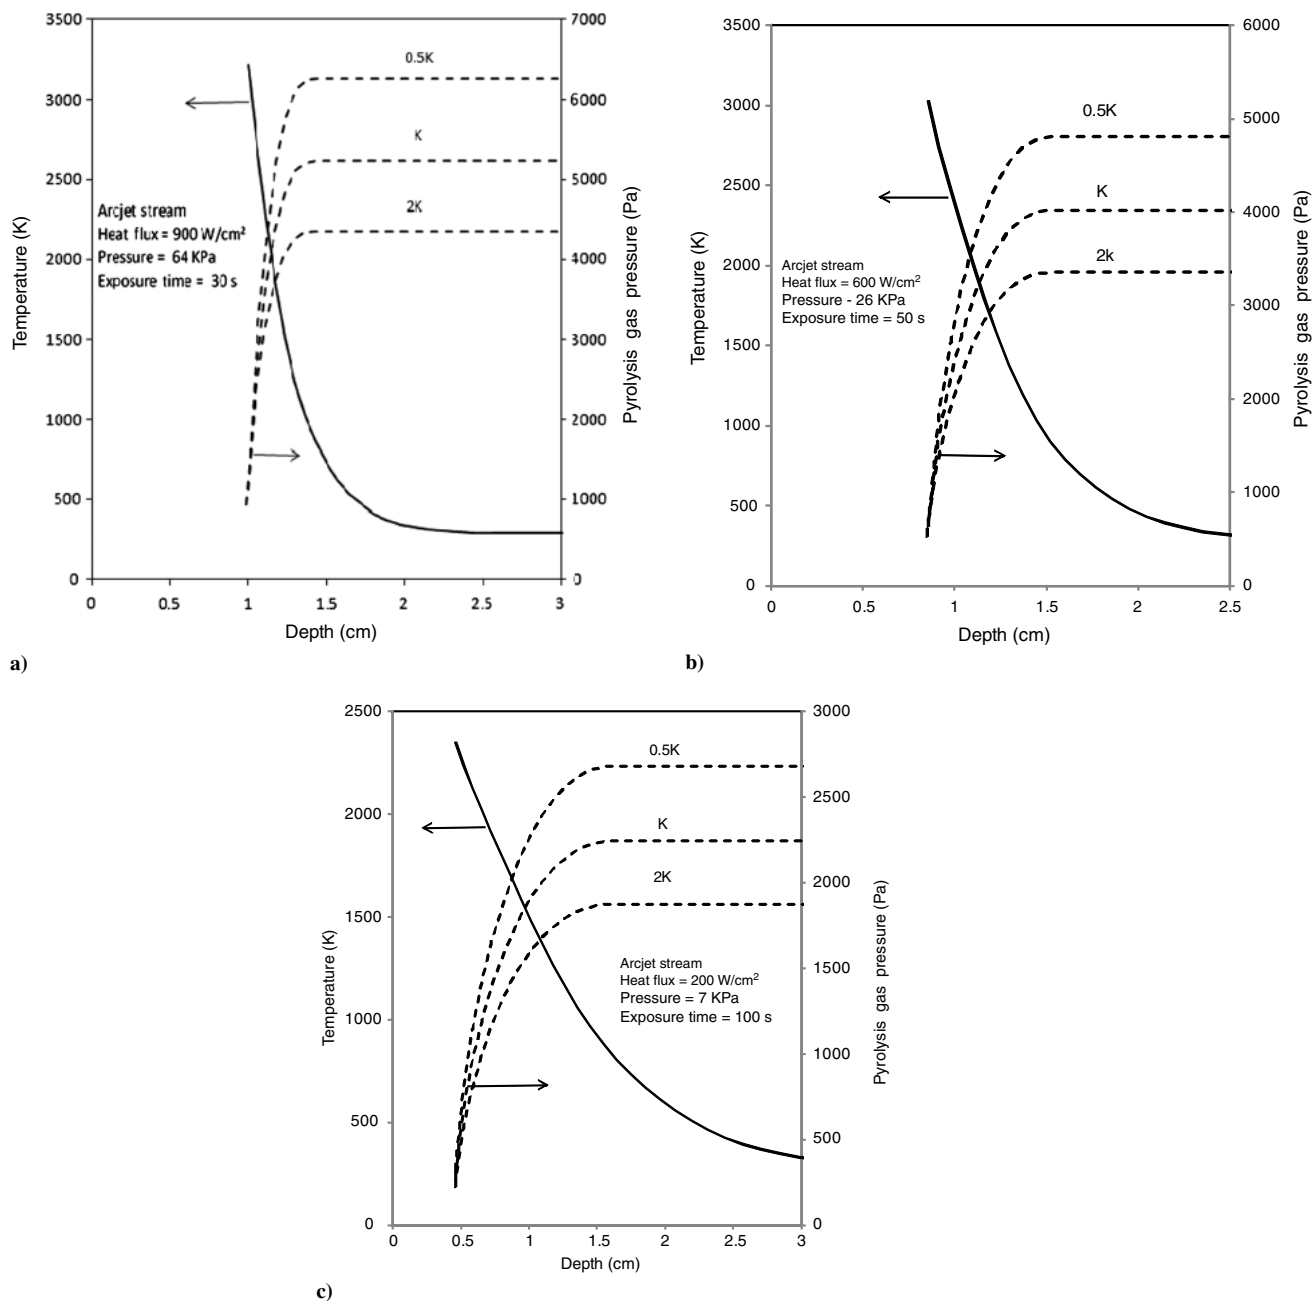 3500
3000
2500
2000
1500
1000
500
0
Temperature (K)
0
0.5
1
1.5
2
2.5
3
Depth (cm)
7000
6000
5000
4000
3000
2000
1000
0
Pyrolysis gas pressure (Pa)
0.5K
K
2K
Arcjet stream
Heat flux = 900 W/cm²
Pressure = 64 KPa
Exposure time = 30 s
a)
3500
3000
2500
2000
1500
1000
500
0
Temperature (K)
0
0.5
1
1.5
2
2.5
Depth (cm)
6000
5000
4000
3000
2000
1000
0
Pyrolysis gas pressure (Pa)
0.5K
K
2k
Arcjet stream
Heat flux = 600 W/cm²
Pressure - 26 KPa
Exposure time = 50 s
b)
2500
2000
1500
1000
500
0
Temperature (K)
0
0.5
1
1.5
2
2.5
3
Depth (cm)
3000
2500
2000
1500
1000
500
0
Pyrolysis gas pressure (Pa)
0.5K
K
2K
Arcjet stream
Heat flux = 200 W/cm²
Pressure = 7 KPa
Exposure time = 100 s
c)